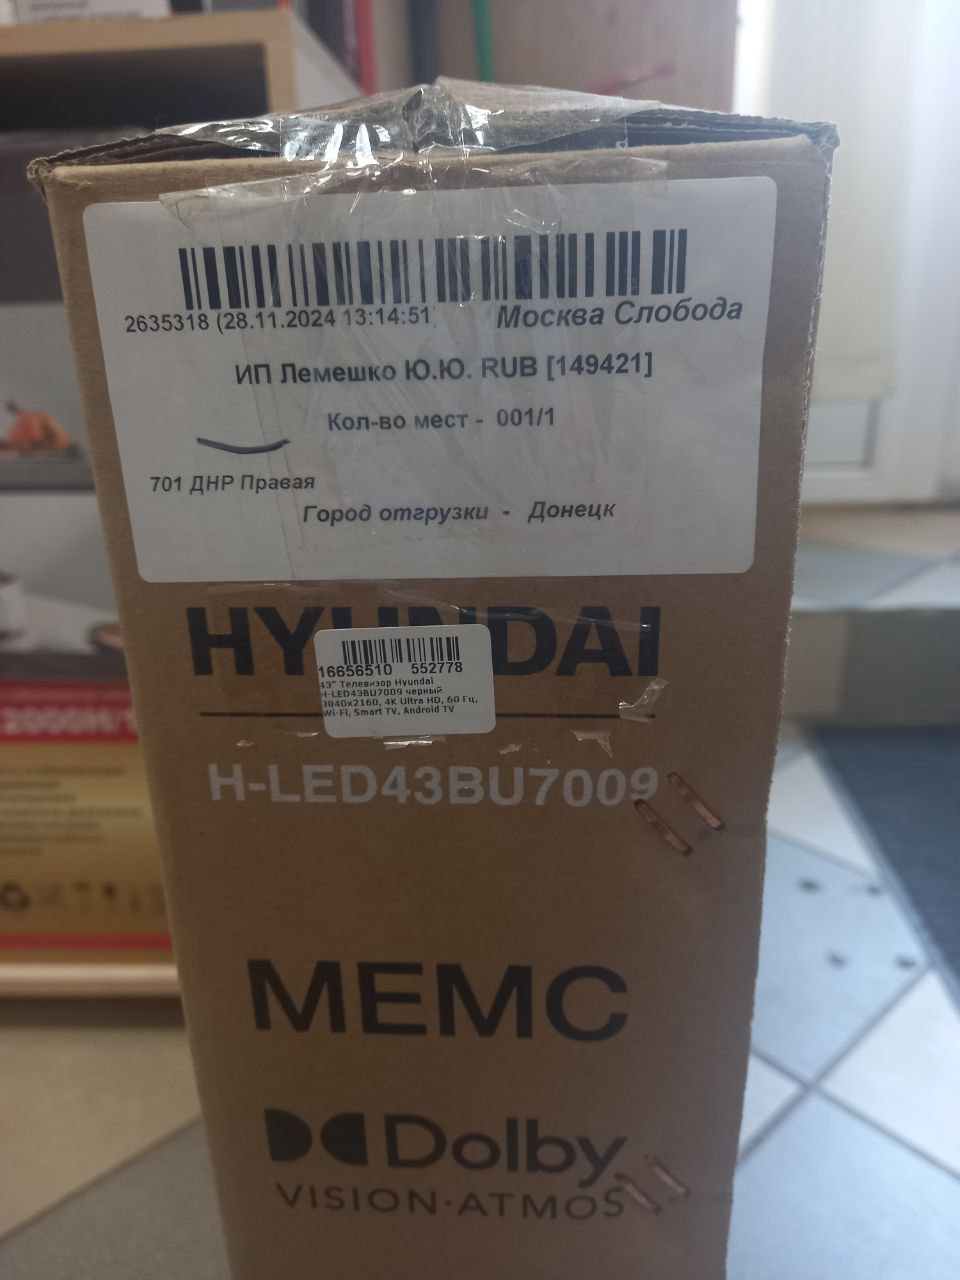 2635318 (28.11.2024 13:14:51)
Москва Слобода
ИП Лемешко Ю.Ю. RUB [149421]
Кол-во мест - 001/1
701 ДНР Правая
Город отгрузки - Донецк
HYUNDAI
16656510 552778
43" Телевизор Hyundai
H-LED43BU7009 черный
3840x2160, 4K Ultra HD, 60 Гц,
Wi-Fi, Smart TV, Android TV
H-LED43BU7009
MEMC
Dolby
VISION·ATMOS